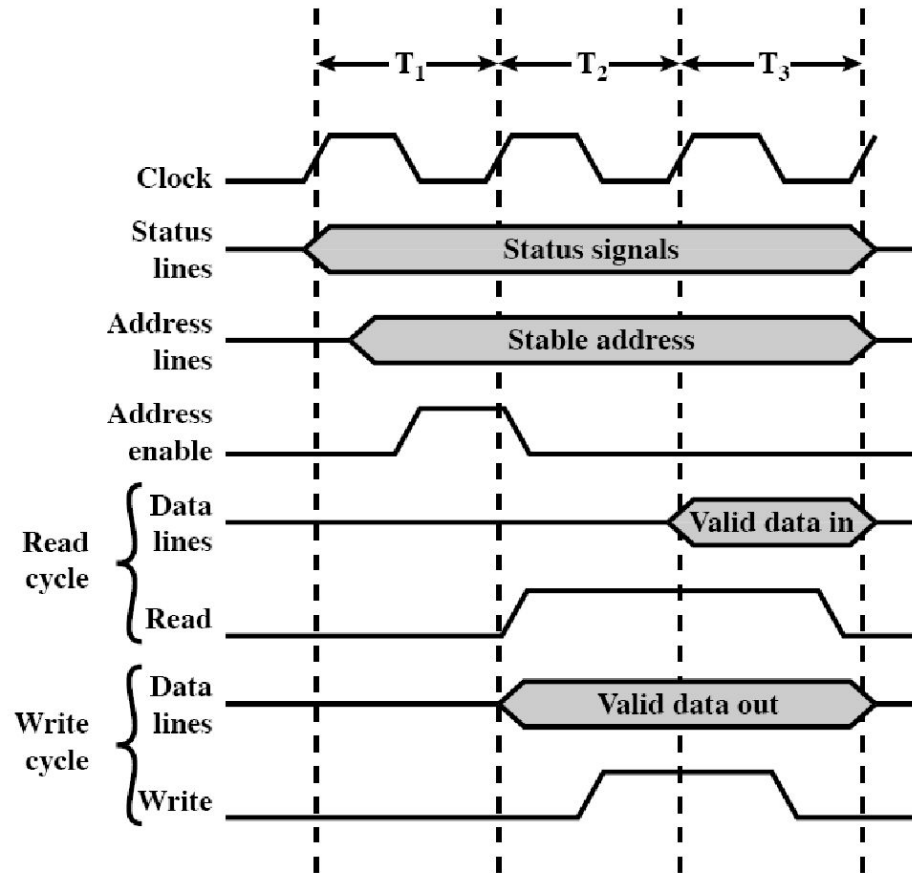 T1 T2 T3
Clock
Status
lines
Status signals
Address
lines
Stable address
Address
enable
Read
cycle
Data
lines
Valid data in
Read
Write
cycle
Data
lines
Valid data out
Write